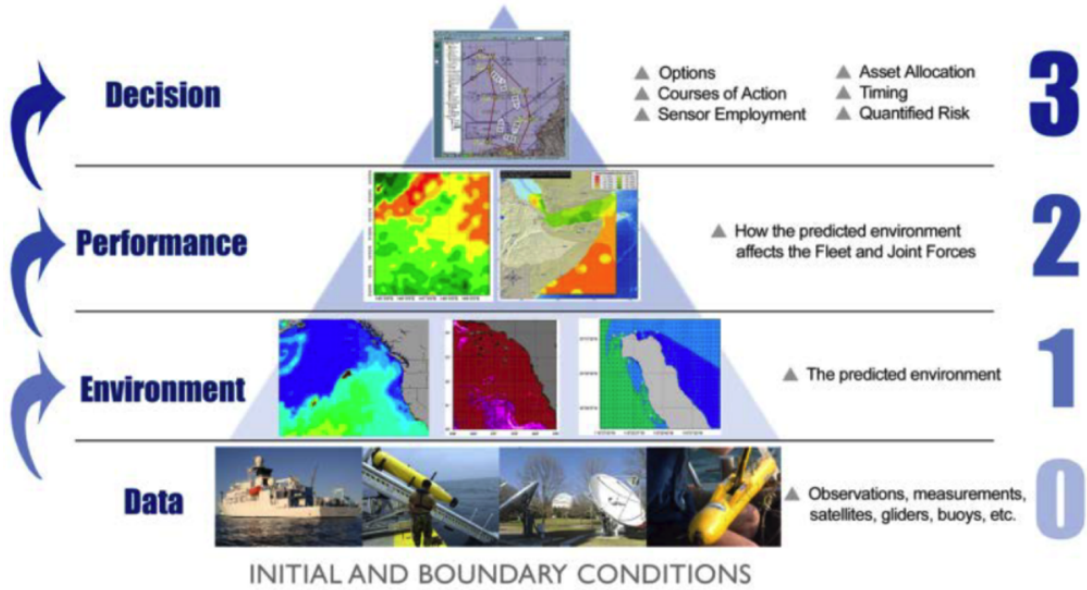 Decision
Options
Courses of Action
Sensor Employment
Asset Allocation
Timing
Quantified Risk
3
Performance
How the predicted environment
affects the Fleet and Joint Forces
2
Environment
The predicted environment
1
Data
Observations, measurements,
satellites, gliders, buoys, etc.
0
INITIAL AND BOUNDARY CONDITIONS